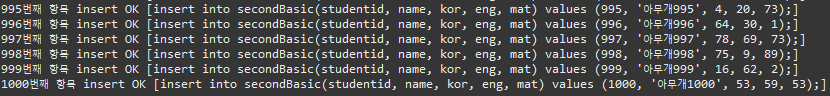 995번째 항목 insert OK [insert into secondBasic(studentid, name, kor, eng, mat) values (995, '아무개995', 4, 20, 73);]
996번째 항목 insert OK [insert into secondBasic(studentid, name, kor, eng, mat) values (996, '아무개996', 64, 30, 1);]
997번째 항목 insert OK [insert into secondBasic(studentid, name, kor, eng, mat) values (997, '아무개997', 78, 69, 73);]
998번째 항목 insert OK [insert into secondBasic(studentid, name, kor, eng, mat) values (998, '아무개998', 75, 9, 89);]
999번째 항목 insert OK [insert into secondBasic(studentid, name, kor, eng, mat) values (999, '아무개999', 16, 62, 2);]
1000번째 항목 insert OK [insert into secondBasic(studentid, name, kor, eng, mat) values (1000, '아무개1000', 53, 59, 53);]